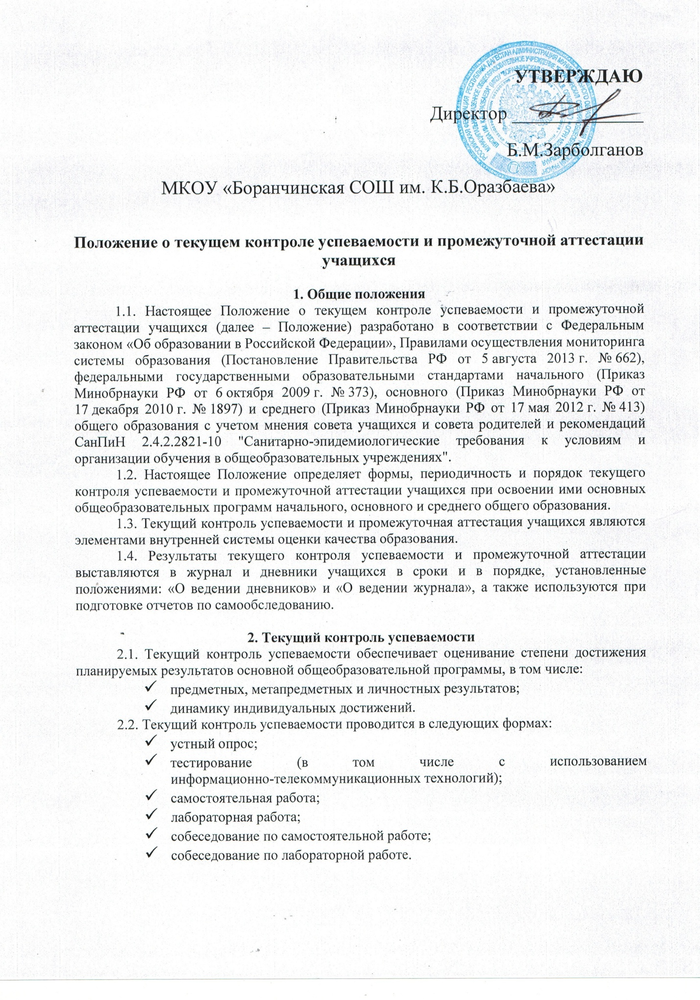 УТВЕРЖДАЮ
Директор
Б.М.Зарболганов
МКОУ «Боранчинская СОШ им. К.Б.Оразбаева»
Положение о текущем контроле успеваемости и промежуточной аттестации
учащихся
1. Общие положения
1.1. Настоящее Положение о текущем контроле успеваемости и промежуточной
аттестации учащихся (далее – Положение) разработано в соответствии с Федеральным
законом «Об образовании в Российской Федерации», Правилами осуществления мониторинга
системы образования (Постановление Правительства РФ от 5 августа 2013 г. № 662),
федеральными государственными образовательными стандартами начального (Приказ
Минобрнауки РФ от 6 октября 2009 г. № 373), основного (Приказ Минобрнауки РФ от
17 декабря 2010 г. № 1897) и среднего (Приказ Минобрнауки РФ от 17 мая 2012 г. № 413)
общего образования с учетом мнения совета учащихся и совета родителей и рекомендаций
СанПиН 2.4.2.2821-10 "Санитарно-эпидемиологические требования к условиям и
организации обучения в общеобразовательных учреждениях".
1.2. Настоящее Положение определяет формы, периодичность и порядок текущего
контроля успеваемости и промежуточной аттестации учащихся при освоении ими основных
общеобразовательных программ начального, основного и среднего общего образования.
1.3. Текущий контроль успеваемости и промежуточная аттестация учащихся являются
элементами внутренней системы оценки качества образования.
1.4. Результаты текущего контроля успеваемости и промежуточной аттестации
выставляются в журнал и дневники учащихся в сроки и в порядке, установленные
положениями: «О ведении дневников» и «О ведении журнала», а также используются при
подготовке отчетов по самообследованию.
2. Текущий контроль успеваемости
2.1. Текущий контроль успеваемости обеспечивает оценивание степени достижения
планируемых результатов основной общеобразовательной программы, в том числе:
✓ предметных, метапредметных и личностных результатов;
✓ динамику индивидуальных достижений.
2.2. Текущий контроль успеваемости проводится в следующих формах:
✓ устный опрос;
✓ тестирование (в том числе с использованием
информационно-телекоммуникационных технологий);
✓ самостоятельная работа;
✓ лабораторная работа;
✓ собеседование по самостоятельной работе;
✓ собеседование по лабораторной работе.